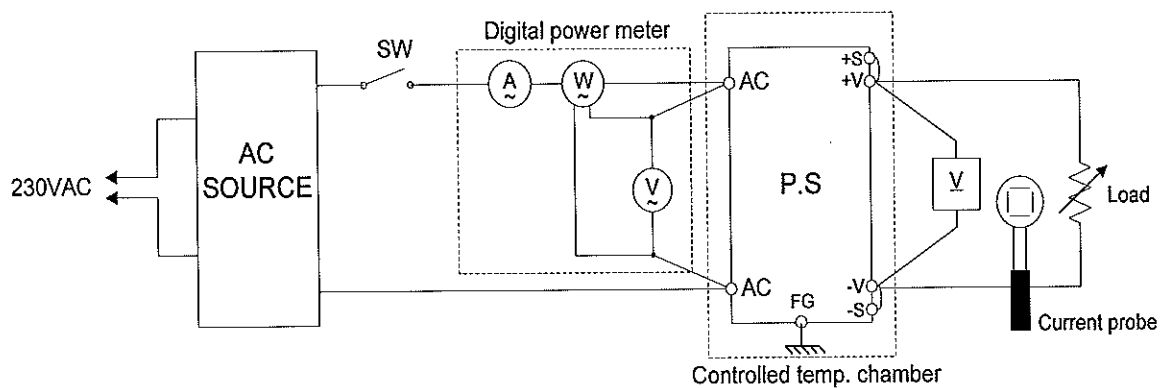 Digital power meter
SW
A
~
W
~
AC
+S
+V
AC
SOURCE
230VAC
V
~
P.S
V
Load
AC
FG
-V
-S
Current probe
Controlled temp. chamber